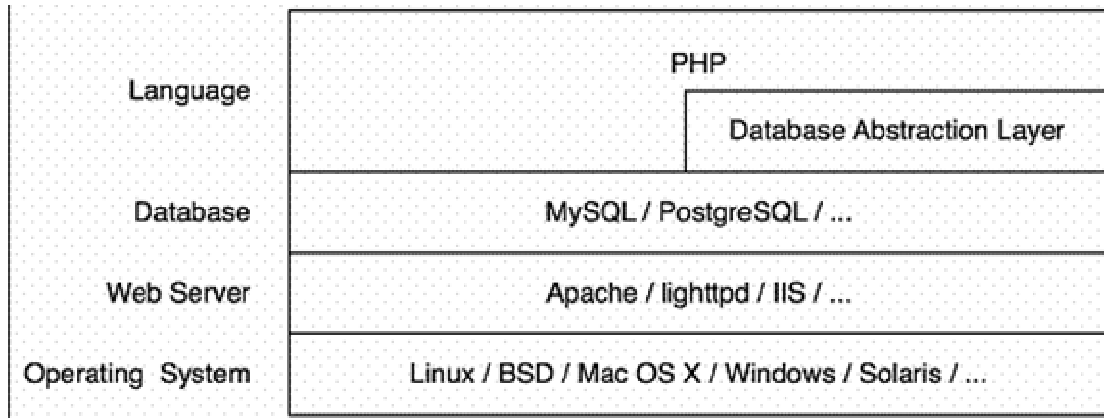 PHP
Language
Database Abstraction Layer
Database MySQL / PostgreSQL / ...
Web Server Apache / lighttpd / IIS / ...
Operating System Linux / BSD / Mac OS X / Windows / Solaris / ...